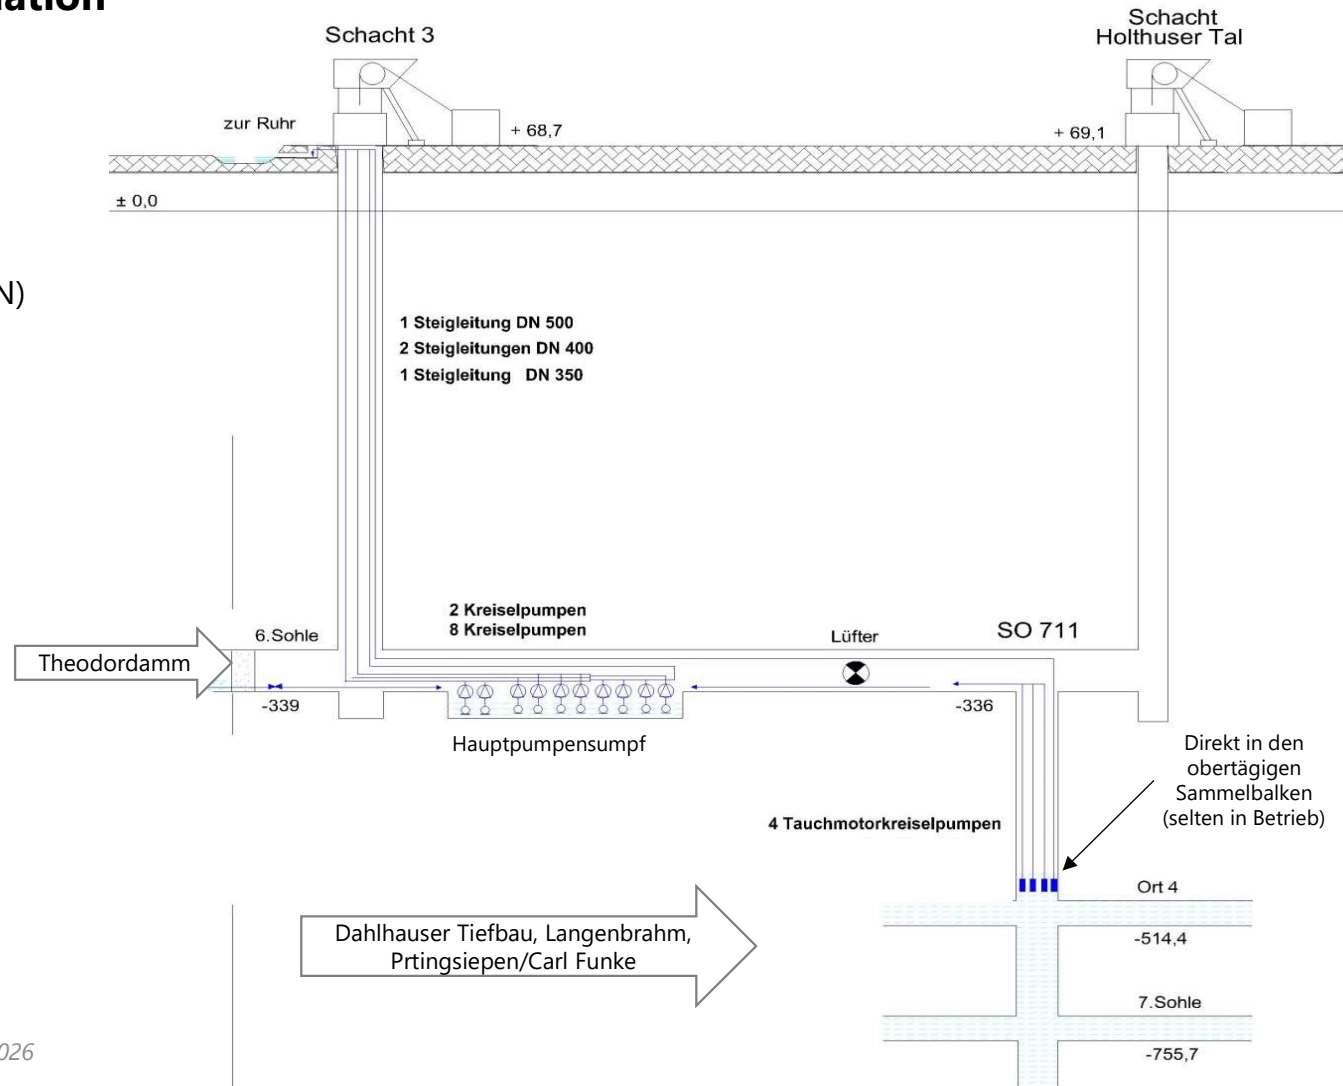 Schacht 3
Schacht
Holthuser Tal
zur Ruhr
+ 68,7
+ 69,1
± 0,0
N)
1 Steigleitung DN 500
2 Steigleitungen DN 400
1 Steigleitung DN 350
2 Kreiselpumpen
8 Kreiselpumpen
6.Sohle
Lüfter
SO 711
Theodordamm
-339
-336
Hauptpumpensumpf
Direkt in den
obertägigen
Sammelbalken
(selten in Betrieb)
4 Tauchmotorkreiselpumpen
Ort 4
Dahlhauser Tiefbau, Langenbrahm,
Prtingsiepen/Carl Funke
-514,4
7.Sohle
-755,7
026